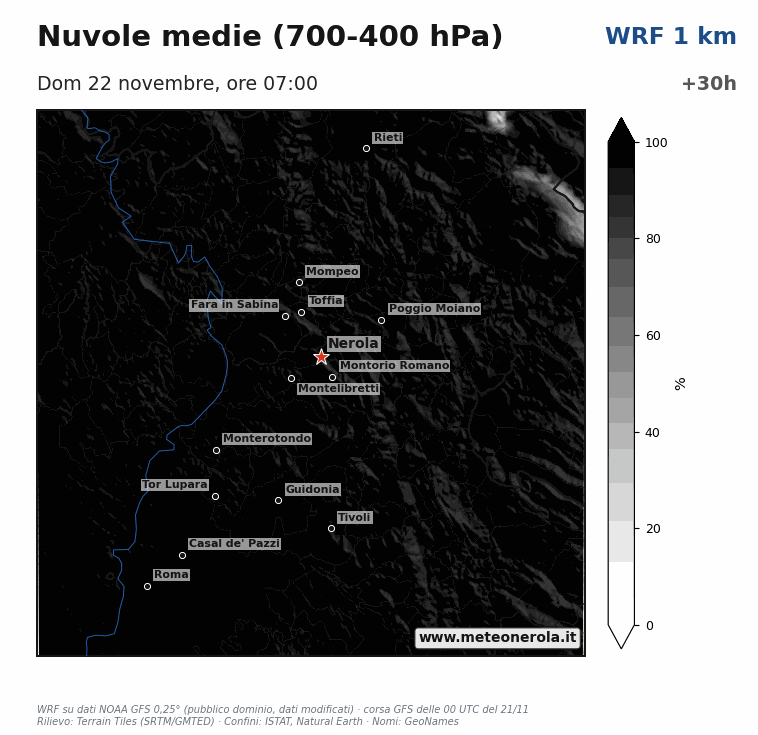 Nuvole medie (700-400 hPa)
WRF 1 km
Dom 22 novembre, ore 07:00
+30h
Rieti
Mompeo
Toffia
Fara in Sabina
Poggio Moiano
Nerola
Montorio Romano
Montelibretti
Monterotondo
Tor Lupara
Guidonia
Tivoli
Casal de' Pazzi
Roma
www.meteonerola.it
100
80
60
40
20
0
%
WRF su dati NOAA GFS 0,25° (pubblico dominio, dati modificati) · corsa GFS delle 00 UTC del 21/11
Rilievo: Terrain Tiles (SRTM/GMTED) · Confini: ISTAT, Natural Earth · Nomi: GeoNames